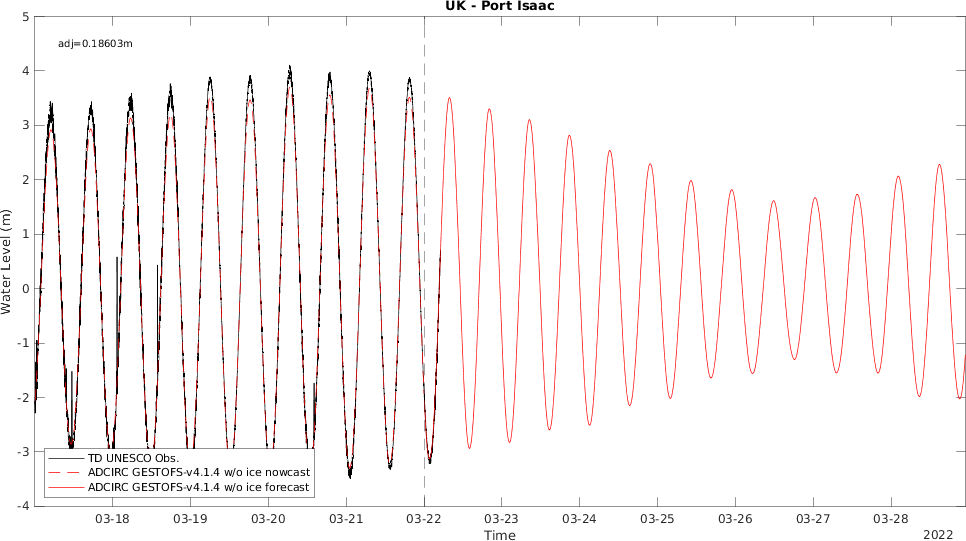 UK - Port Isaac
adj=0.18603m
5
4
3
2
1
0
-1
-2
-3
-4
Water Level (m)
TD UNESCO Obs.
ADCIRC GESTOFS-v4.1.4 w/o ice nowcast
ADCIRC GESTOFS-v4.1.4 w/o ice forecast
03-18 03-19 03-20 03-21 03-22 03-23 03-24 03-25 03-26 03-27 03-28
Time
2022